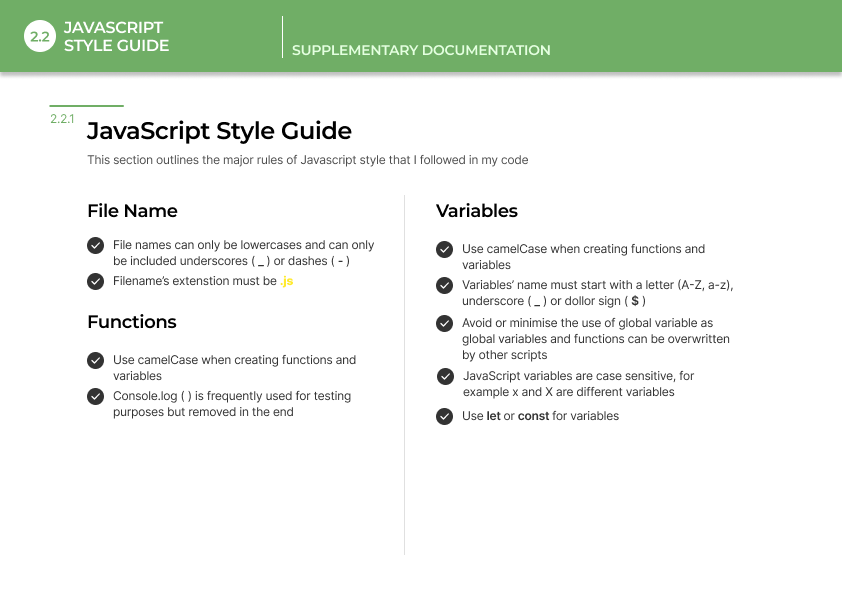 2.2
JAVASCRIPT
STYLE GUIDE
SUPPLEMENTARY DOCUMENTATION
2.2.1
JavaScript Style Guide
This section outlines the major rules of Javascript style that I followed in my code
File Name
File names can only be lowercases and can only
be included underscores ( _ ) or dashes ( - )
Filename's extenstion must be .js
Functions
Use camelCase when creating functions and
variables
Console.log ( ) is frequently used for testing
purposes but removed in the end
Variables
Use camelCase when creating functions and
variables
Variables' name must start with a letter (A-Z, a-z),
underscore ( _ ) or dollor sign ( $ )
Avoid or minimise the use of global variable as
global variables and functions can be overwritten
by other scripts
JavaScript variables are case sensitive, for
example x and X are different variables
Use let or const for variables